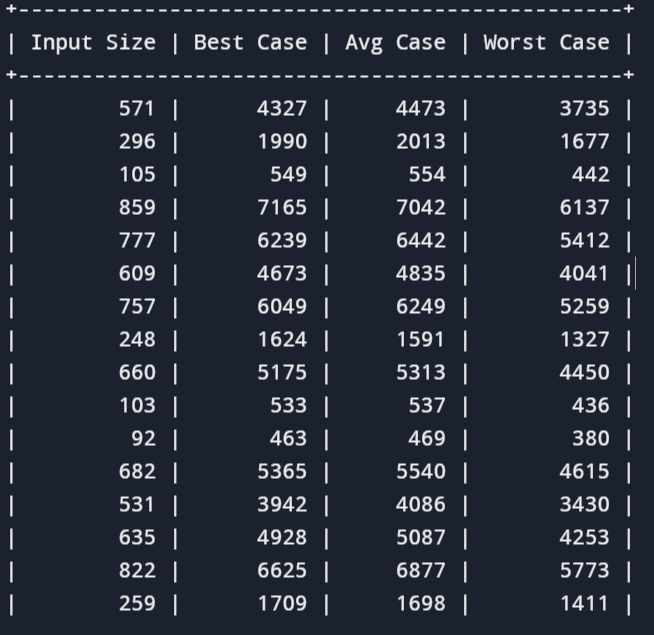 +-----------------------------------------------+
| Input Size | Best Case | Avg Case | Worst Case |
+-----------------------------------------------+
|        571 |      4327 |     4473 |       3735 |
|        296 |      1990 |     2013 |       1677 |
|        105 |       549 |      554 |        442 |
|        859 |      7165 |     7042 |       6137 |
|        777 |      6239 |     6442 |       5412 |
|        609 |      4673 |     4835 |       4041 |
|        757 |      6049 |     6249 |       5259 |
|        248 |      1624 |     1591 |       1327 |
|        660 |      5175 |     5313 |       4450 |
|        103 |       533 |      537 |        436 |
|         92 |       463 |      469 |        380 |
|        682 |      5365 |     5540 |       4615 |
|        531 |      3942 |     4086 |       3430 |
|        635 |      4928 |     5087 |       4253 |
|        822 |      6625 |     6877 |       5773 |
|        259 |      1709 |     1698 |       1411 |